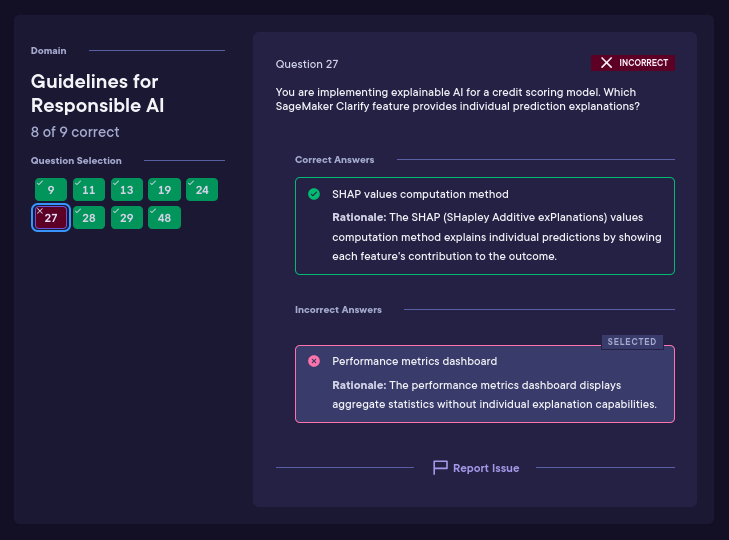 Domain
Guidelines for
Responsible AI
8 of 9 correct
Question Selection
9 11 13 19 24
27 28 29 48
Question 27
INCORRECT
You are implementing explainable AI for a credit scoring model. Which
SageMaker Clarify feature provides individual prediction explanations?
Correct Answers
SHAP values computation method
Rationale: The SHAP (SHapley Additive exPlanations) values
computation method explains individual predictions by showing
each feature's contribution to the outcome.
Incorrect Answers
SELECTED
Performance metrics dashboard
Rationale: The performance metrics dashboard displays
aggregate statistics without individual explanation capabilities.
Report Issue